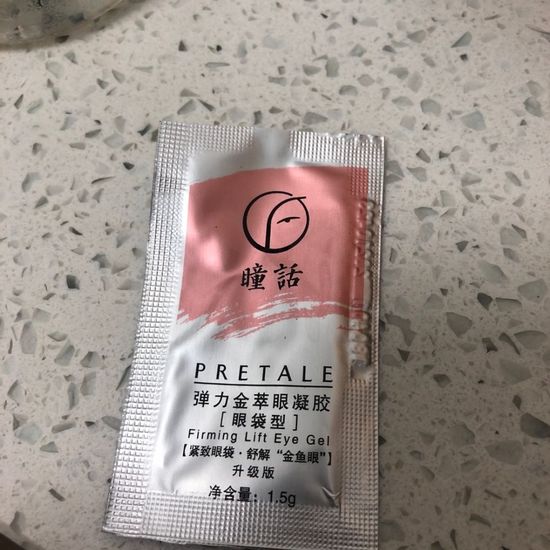 瞳話
PRETALE
弹力金萃眼凝胶
[眼袋型]
Firming Lift Eye Gel
【紧致眼袋·舒解“金鱼眼”】
升级版
净含量：1.5g